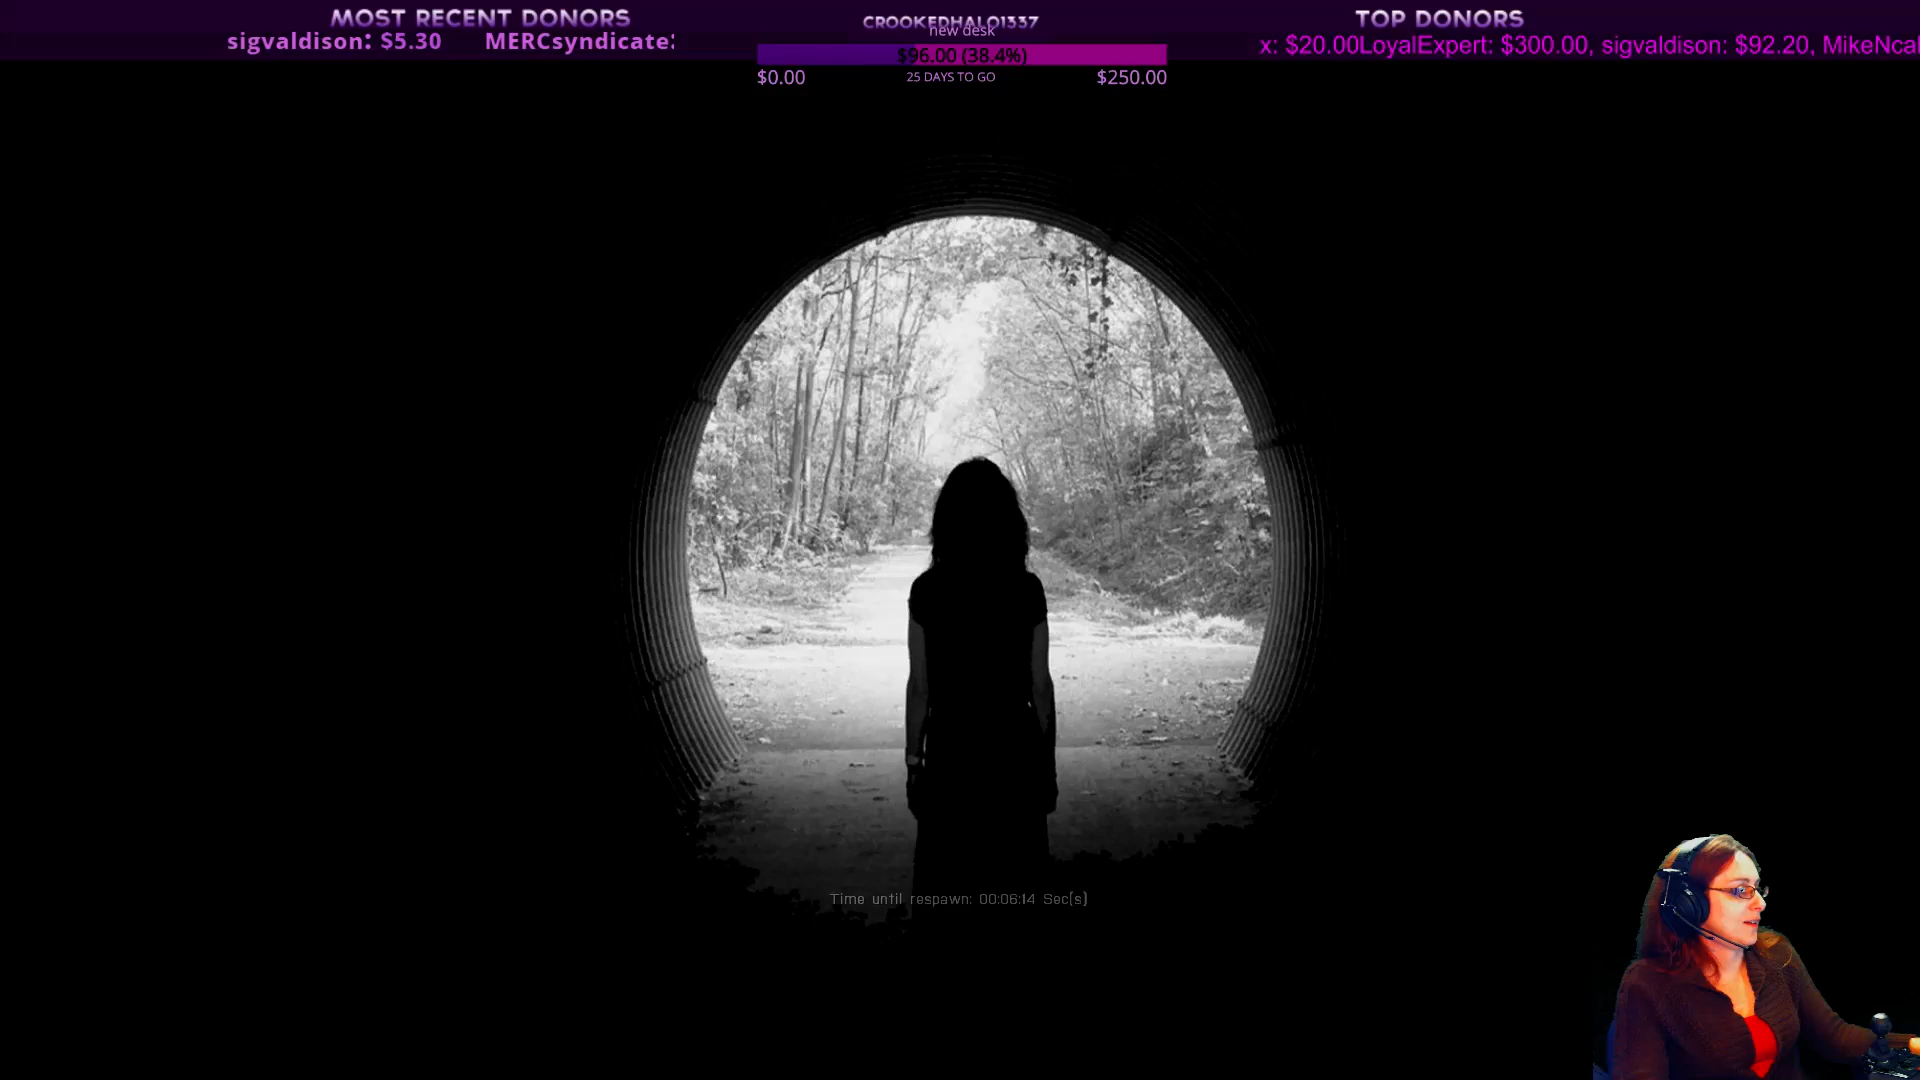 MOST RECENT DONORS
sigvaldison: $5.30 MERCsyndicate:
CROOKEDHALO1337
new desk
$96.00 (38.4%)
$0.00 25 DAYS TO GO $250.00
TOP DONORS
x: $20.00LoyalExpert: $300.00, sigvaldison: $92.20, MikeNcal
Time until respawn: 00:06:14 Sec(s)